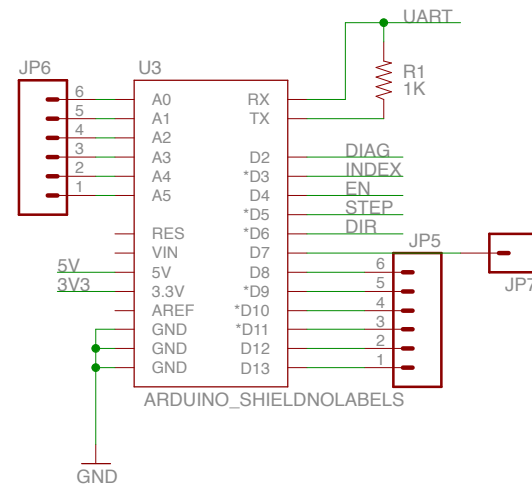 UART
JP6
U3
R1
1K
6 A0 RX
5 A1 TX
4 A2
3 A3 D2 DIAG
2 A4 *D3 INDEX
1 A5 D4 EN
*D5 STEP
RES *D6 DIR
VIN D7 JP5
5V 5V D8 6
3V3 3.3V *D9 5 JP7
AREF *D10 4
GND *D11 3
GND D12 2
GND D13 1
ARDUINO_SHIELDNOLABELS
GND